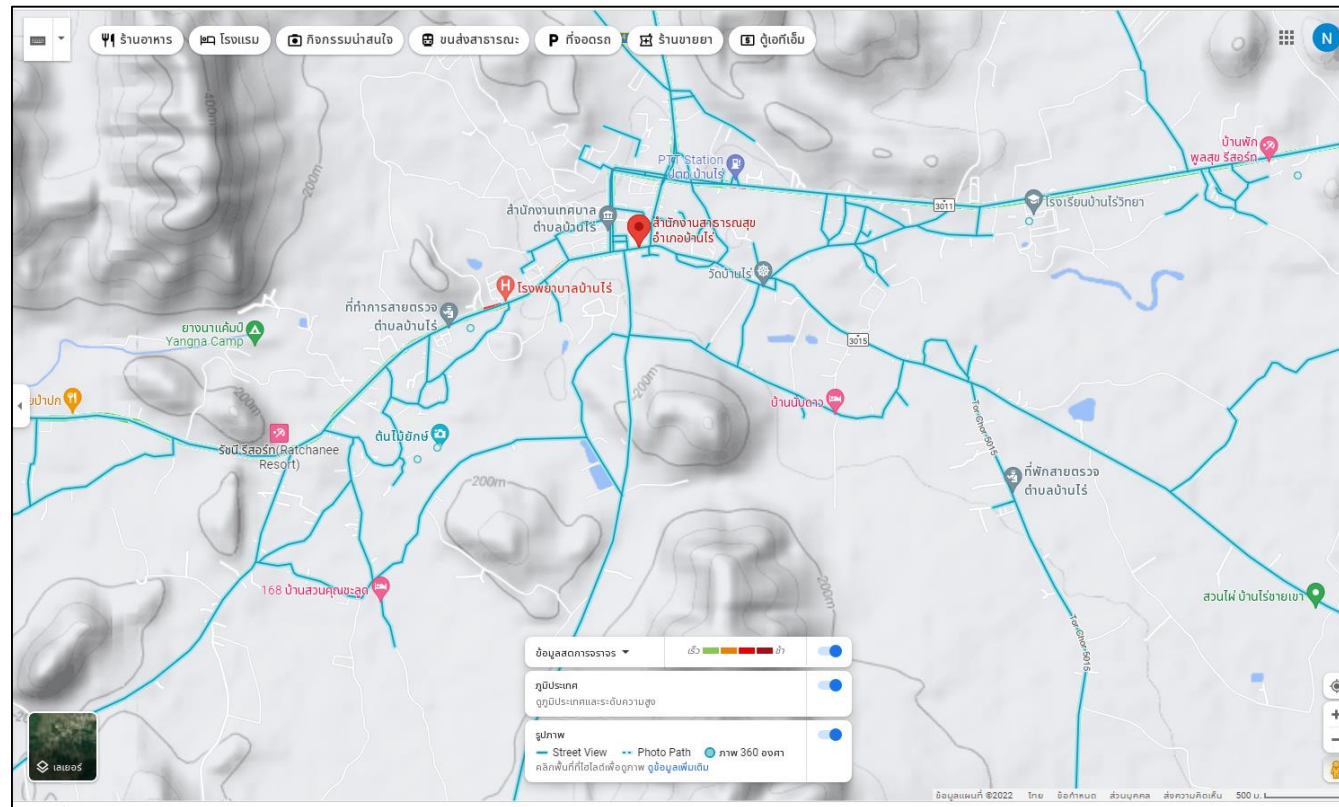 ร้านอาหาร
โรงแรม
กิจกรรมน่าสนใจ
ขนส่งสาธารณะ
P ที่จอดรถ
ร้านขายยา
ตู้เอทีเอ็ม
N
400m
200m
บ้านพัก
พูลสุข รีสอร์ท
PTT Station
ปตท.บ้านไร่
3011
โรงเรียนบ้านไร่วิทยา
สำนักงานเทศบาล
ตำบลบ้านไร่
สำนักงานสาธารณสุข
อำเภอบ้านไร่
วัดบ้านไร่
H โรงพยาบาลบ้านไร่
ที่ทำการสายตรวจ
ตำบลบ้านไร่
ยางนาแค้มป์
Yangna Camp
3015
200m
200m
บ้านนับดาว
Tor Chor 5015
ต้นไม้ยักษ์
รัชนี.รีสอร์ท(Ratchanee
Resort)
200m
ที่พักสายตรวจ
ตำบลบ้านไร่
168 บ้านสวนคุณชะลูด
200m
สวนไผ่ บ้านไร่ชายเขา
Tor Chor 5015
ข้อมูลสดการจราจร
เร็ว
ช้า
ภูมิประเทศ
ดูภูมิประเทศและระดับความสูง
รูปภาพ
Street View
Photo Path
ภาพ 360 องศา
คลิกพื้นที่ที่ไฮไลต์เพื่อดูภาพ ดูข้อมูลเพิ่มเติม
เลเยอร์
ข้อมูลแผนที่ ©2022 ไทย ข้อกำหนด ส่วนบุคคล ส่งความคิดเห็น 500 ม.